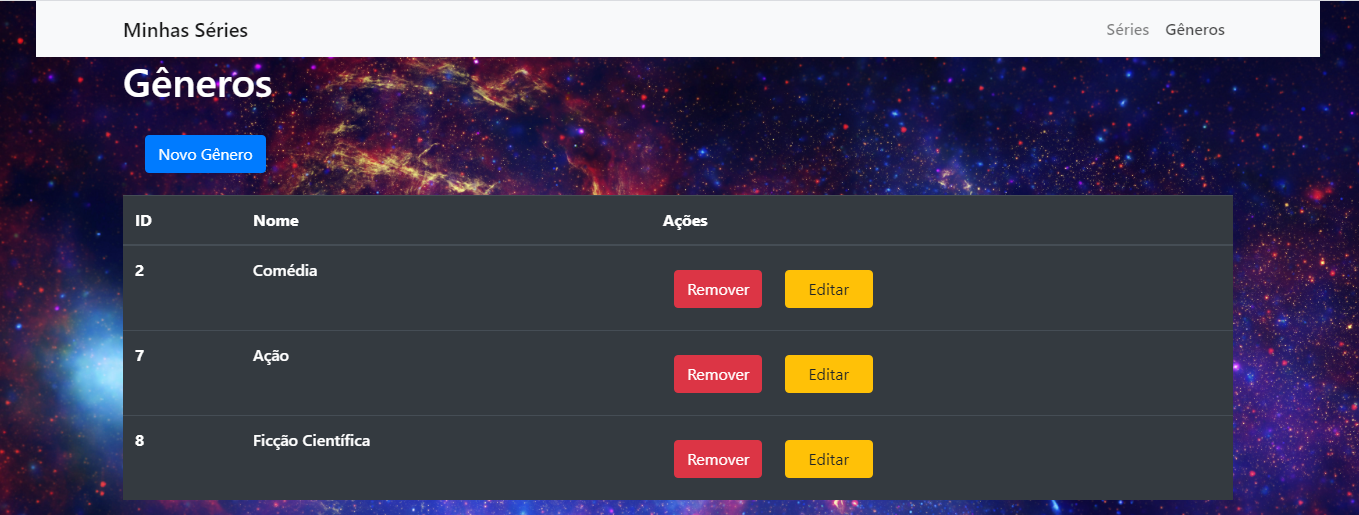 Minhas Séries Séries Gêneros
Gêneros
Novo Gênero
ID Nome Ações
2 Comédia Remover Editar
7 Ação Remover Editar
8 Ficção Científica Remover Editar